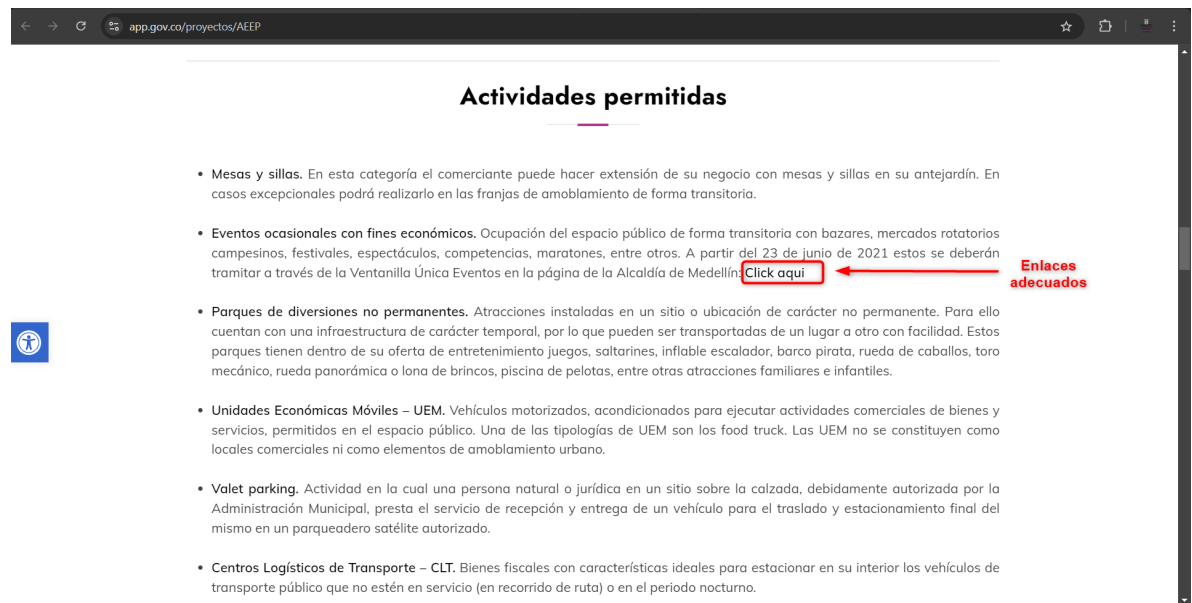 app.gov.co/proyectos/AEEP
Actividades permitidas
• Mesas y sillas. En esta categoría el comerciante puede hacer extensión de su negocio con mesas y sillas en su antejardín. En
casos excepcionales podrá realizarlo en las franjas de amoblamiento de forma transitoria.
• Eventos ocasionales con fines económicos. Ocupación del espacio público de forma transitoria con bazares, mercados rotatorios
campesinos, festivales, espectáculos, competencias, maratones, entre otros. A partir del 23 de junio de 2021 estos se deberán
tramitar a través de la Ventanilla Única Eventos en la página de la Alcaldía de Medellín: Click aqui
Enlaces
adecuados
• Parques de diversiones no permanentes. Atracciones instaladas en un sitio o ubicación de carácter no permanente. Para ello
cuentan con una infraestructura de carácter temporal, por lo que pueden ser transportadas de un lugar a otro con facilidad. Estos
parques tienen dentro de su oferta de entretenimiento juegos, saltarines, inflable escalador, barco pirata, rueda de caballos, toro
mecánico, rueda panorámica o lona de brincos, piscina de pelotas, entre otras atracciones familiares e infantiles.
• Unidades Económicas Móviles – UEM. Vehículos motorizados, acondicionados para ejecutar actividades comerciales de bienes y
servicios, permitidos en el espacio público. Una de las tipologías de UEM son los food truck. Las UEM no se constituyen como
locales comerciales ni como elementos de amoblamiento urbano.
• Valet parking. Actividad en la cual una persona natural o jurídica en un sitio sobre la calzada, debidamente autorizada por la
Administración Municipal, presta el servicio de recepción y entrega de un vehículo para el traslado y estacionamiento final del
mismo en un parqueadero satélite autorizado.
• Centros Logísticos de Transporte – CLT. Bienes fiscales con características ideales para estacionar en su interior los vehículos de
transporte público que no estén en servicio (en recorrido de ruta) o en el periodo nocturno.